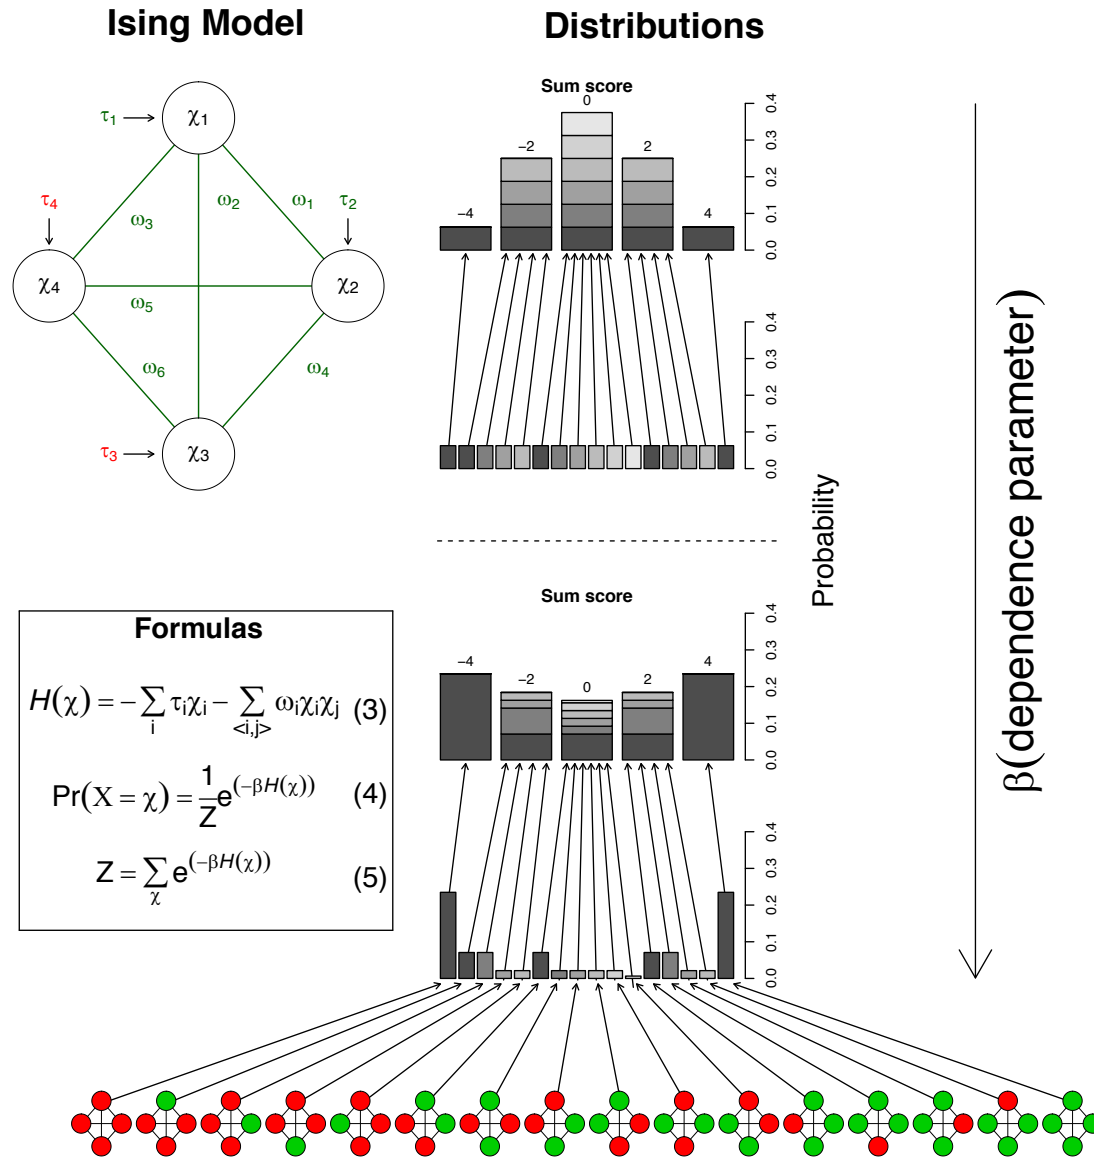 Ising Model
Distributions
χ1
τ1
τ4
ω3
ω2
ω1
τ2
χ4
χ2
ω5
ω6
ω4
τ3
χ3
Sum score
0
−2
2
−4
4
0.0 0.1 0.2 0.3 0.4
0.0 0.1 0.2 0.3 0.4
Probability
β(dependence parameter)
Sum score
−4
−2
0
2
4
0.0 0.1 0.2 0.3 0.4
0.0 0.1 0.2 0.3 0.4
Formulas
H(χ) = −∑i τiχi − ∑<i,j> ωiχiχj (3)
Pr(X = χ) = 1/Z e^(−βH(χ)) (4)
Z = ∑χ e^(−βH(χ)) (5)